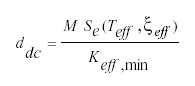 d_dc = M S_e(T_eff, ξ_eff) / K_eff,min